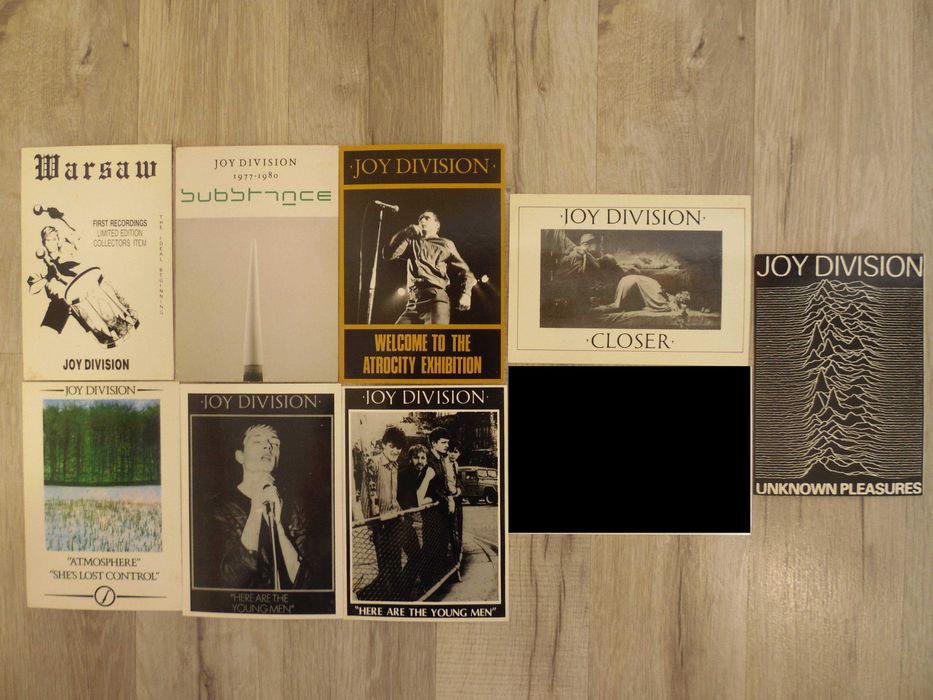 Warsaw
FIRST RECORDINGS
LIMITED EDITION
COLLECTORS ITEM
THE IDEAL BEGINNING
JOY DIVISION
JOY DIVISION
1977-1980
substance
·JOY DIVISION·
WELCOME TO THE
ATROCITY EXHIBITION
·JOY DIVISION·
·CLOSER·
JOY DIVISION
UNKNOWN PLEASURES
JOY DIVISION
"ATMOSPHERE"
"SHE'S LOST CONTROL"
·JOY DIVISION·
"HERE ARE THE
YOUNG MEN"
·JOY DIVISION·
"HERE ARE THE YOUNG MEN"